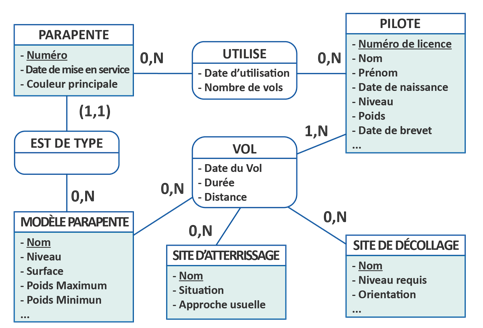 PARAPENTE
- Numéro
- Date de mise en service
- Couleur principale
0,N
UTILISE
- Date d'utilisation
- Nombre de vols
0,N
PILOTE
- Numéro de licence
- Nom
- Prénom
- Date de naissance
- Niveau
- Poids
- Date de brevet
...
(1,1)
EST DE TYPE
0,N
VOL
- Date du Vol
- Durée
- Distance
1,N
0,N
0,N
0,N
MODÈLE PARAPENTE
- Nom
- Niveau
- Surface
- Poids Maximum
- Poids Minimun
...
SITE D'ATTERRISSAGE
- Nom
- Situation
- Approche usuelle
SITE DE DÉCOLLAGE
- Nom
- Niveau requis
- Orientation
...